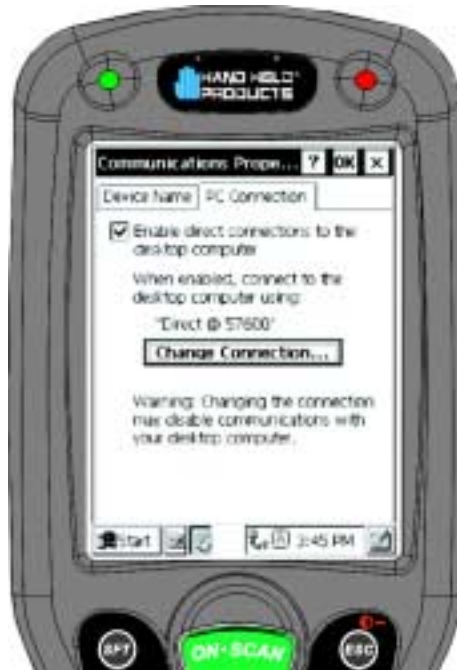 HAND HELD
PRODUCTS
Communications Prope... ? OK ×
Device Name PC Connection
Enable direct connections to the
desktop computer
When enabled, connect to the
desktop computer using:
"Direct @ 57600"
Change Connection...
Warning: Changing the connection
may disable communications with
your desktop computer.
Start 3:45 PM
SFT ON•SCAN ESC